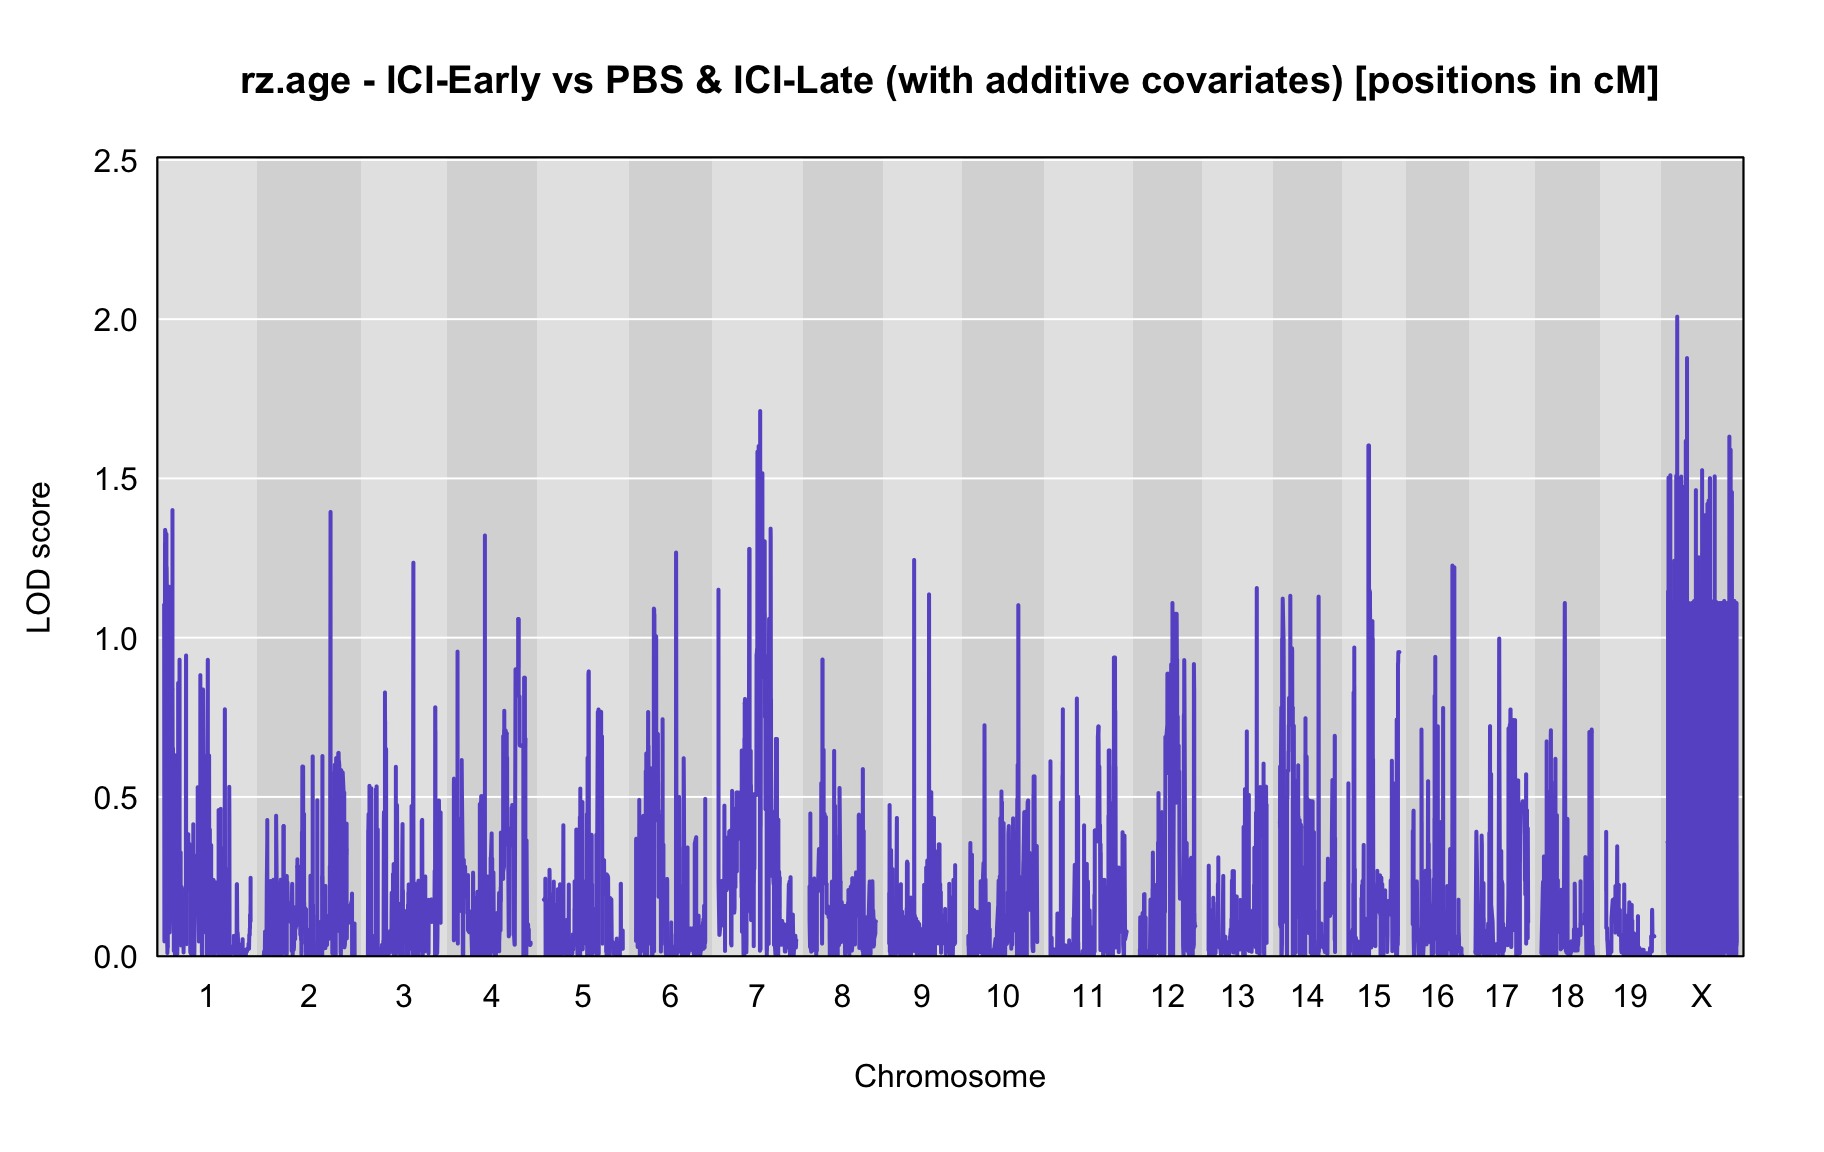 rz.age - ICI-Early vs PBS & ICI-Late (with additive covariates) [positions in cM]
2.5
2.0
1.5
1.0
0.5
0.0
LOD score
1 2 3 4 5 6 7 8 9 10 11 12 13 14 15 16 17 18 19 X
Chromosome